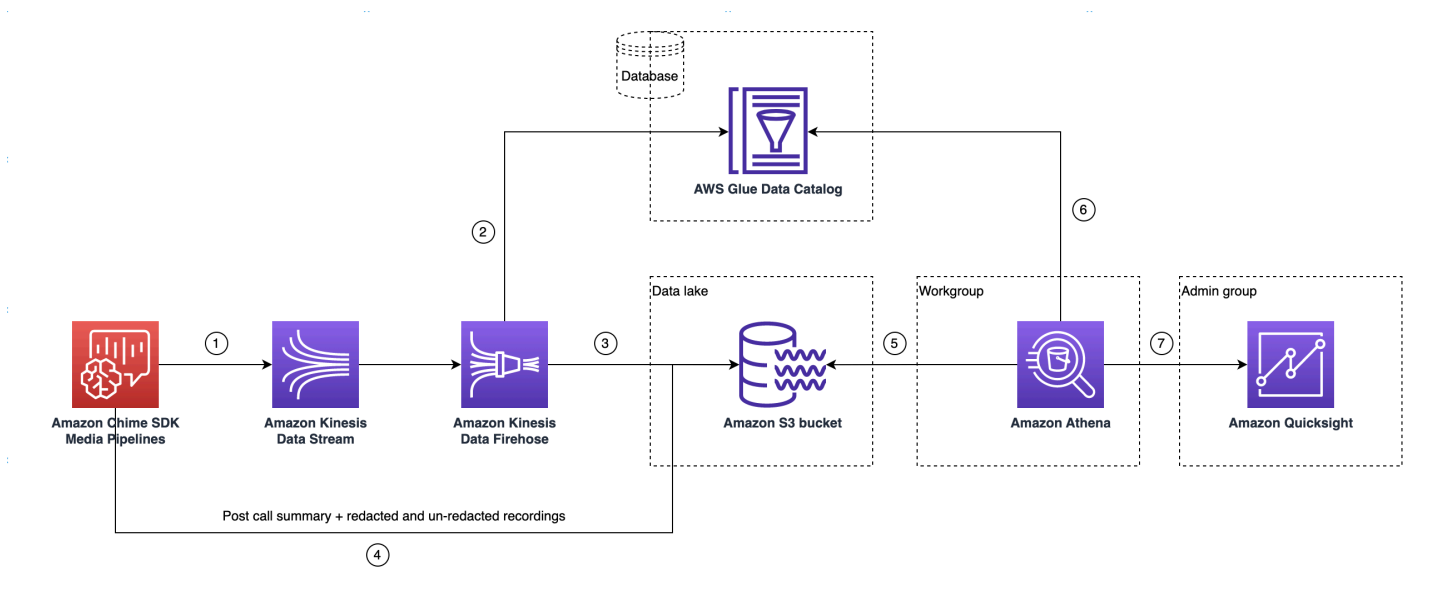 Database
AWS Glue Data Catalog
2
6
Data lake
Workgroup
Admin group
1
3
5
7
Amazon Chime SDK
Media Pipelines
Amazon Kinesis
Data Stream
Amazon Kinesis
Data Firehose
Amazon S3 bucket
Amazon Athena
Amazon Quicksight
Post call summary + redacted and un-redacted recordings
4